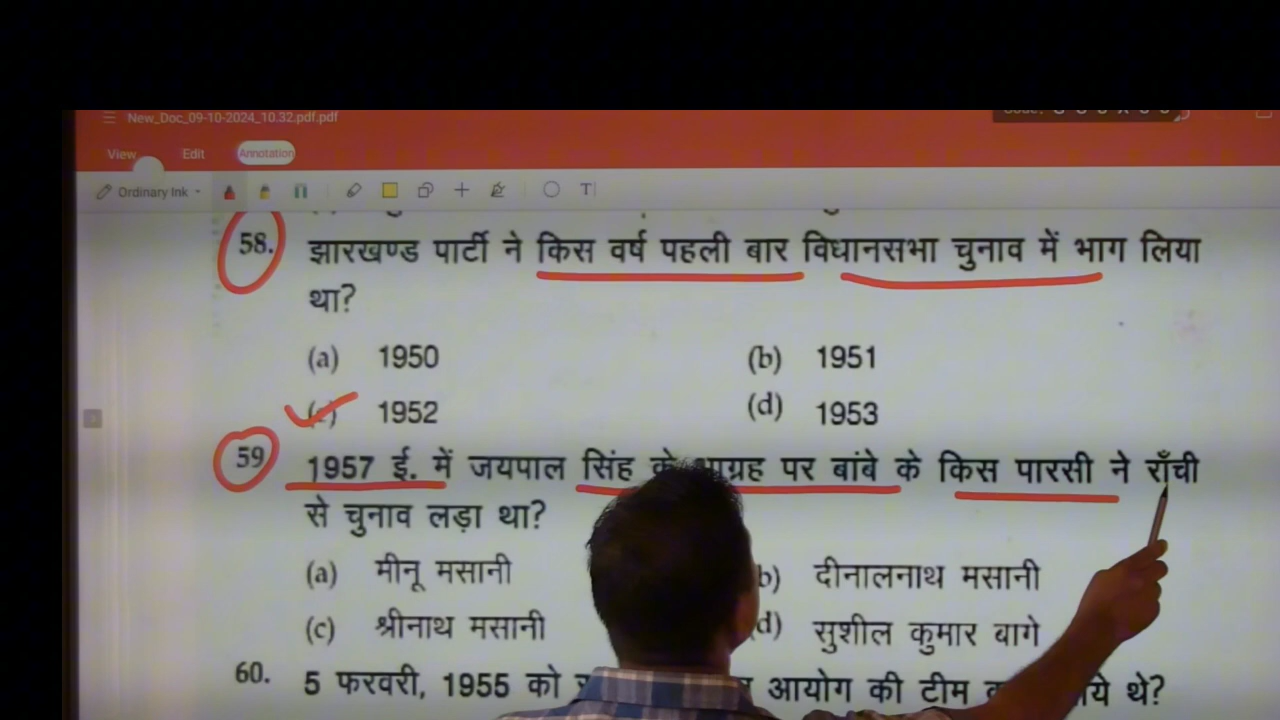 New_Doc_09-10-2024_10.32.pdf.pdf
View Edit Annotation
Ordinary Ink
58. झारखण्ड पार्टी ने किस वर्ष पहली बार विधानसभा चुनाव में भाग लिया
था?
(a) 1950 (b) 1951
(c) 1952 (d) 1953
59 1957 ई. में जयपाल सिंह के आग्रह पर बांबे के किस पारसी ने राँची
से चुनाव लड़ा था?
(a) मीनू मसानी b) दीनालनाथ मसानी
(c) श्रीनाथ मसानी d) सुशील कुमार बागे
60. 5 फरवरी, 1955 को आयोग की टीम थे?